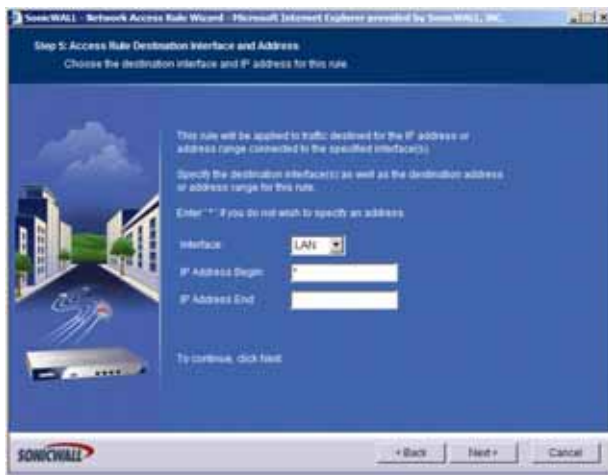 SonicWALL - Network Access Rule Wizard - Microsoft Internet Explorer provided by SonicWALL, INC.
Step 5: Access Rule Destination Interface and Address
Choose the destination interface and IP address for this rule
This rule will be applied to traffic destined for the IP address or
address range connected to the specified interface(s).
Specify the destination interface(s) as well as the destination address
or address range for this rule.
Enter '*' if you do not wish to specify an address.
Interface: LAN
IP Address Begin: *
IP Address End:
To continue, click Next
SONICWALL
< Back Next > Cancel